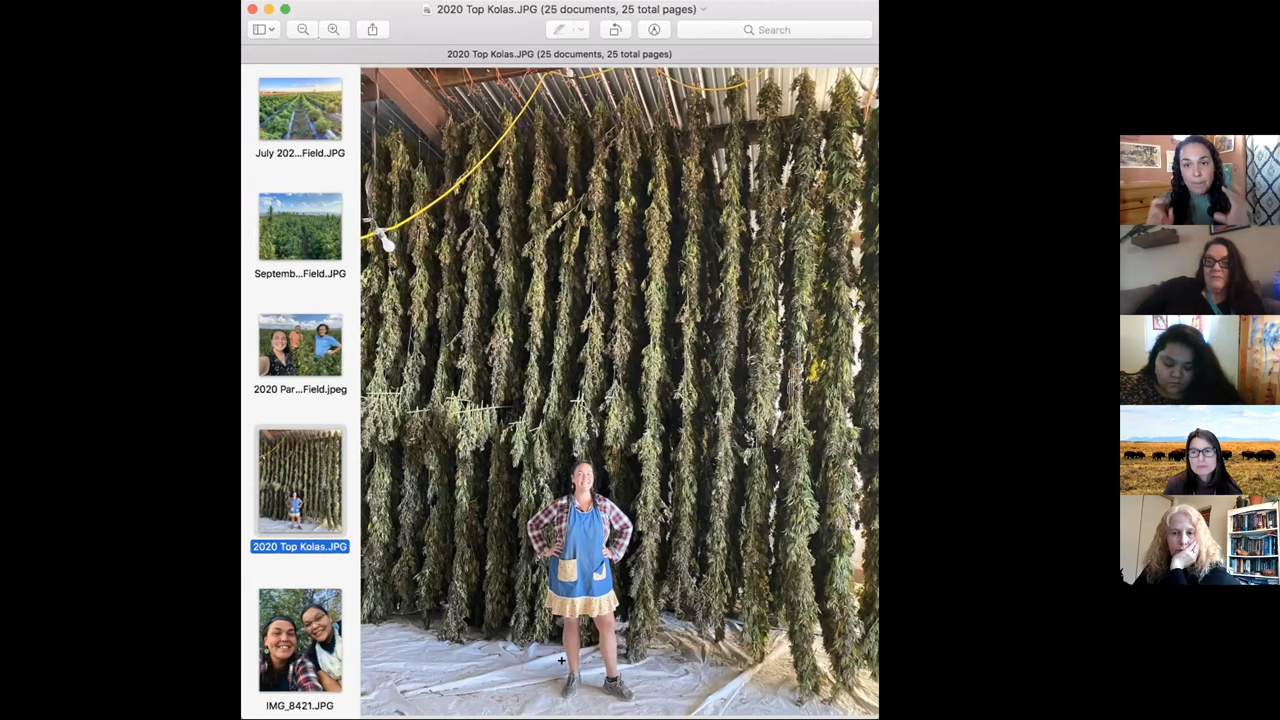 2020 Top Kolas.JPG (25 documents, 25 total pages)
Search
2020 Top Kolas.JPG (25 documents, 25 total pages)
July 202...Field.JPG
Septemb...Field.JPG
2020 Par...Field.jpeg
2020 Top Kolas.JPG
IMG_8421.JPG